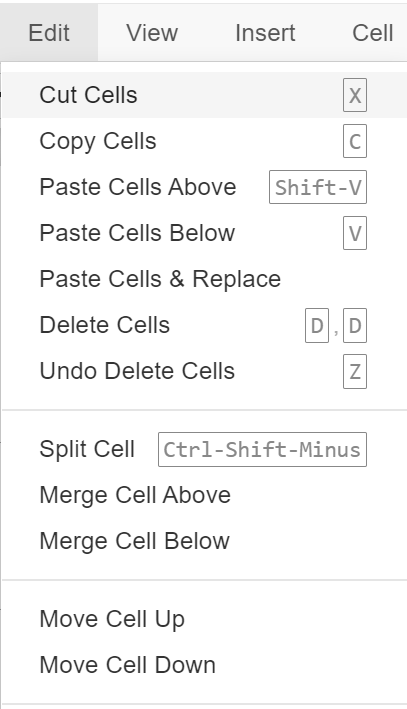 Edit View Insert Cell
Cut Cells X
Copy Cells C
Paste Cells Above Shift-V
Paste Cells Below V
Paste Cells & Replace
Delete Cells D , D
Undo Delete Cells Z
Split Cell Ctrl-Shift-Minus
Merge Cell Above
Merge Cell Below
Move Cell Up
Move Cell Down